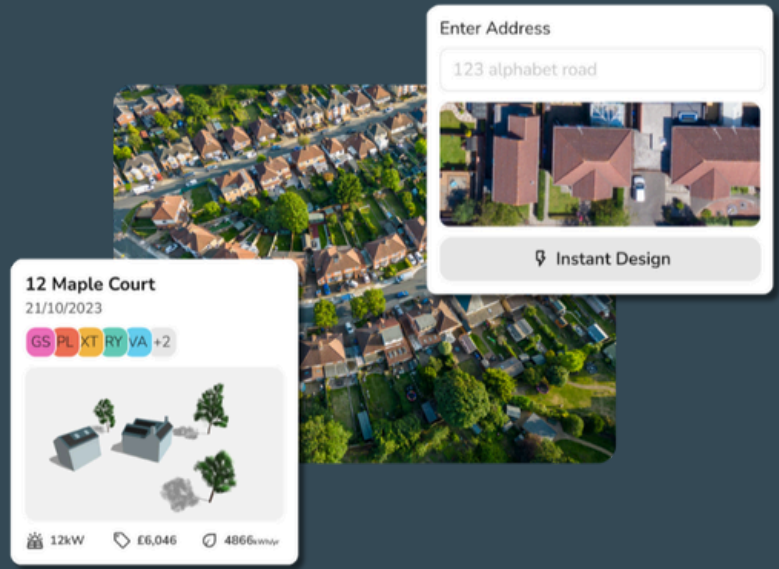 Enter Address
123 alphabet road
Instant Design
12 Maple Court
21/10/2023
GS PL XT RY VA +2
12kW £6,046 4866kWh/yr